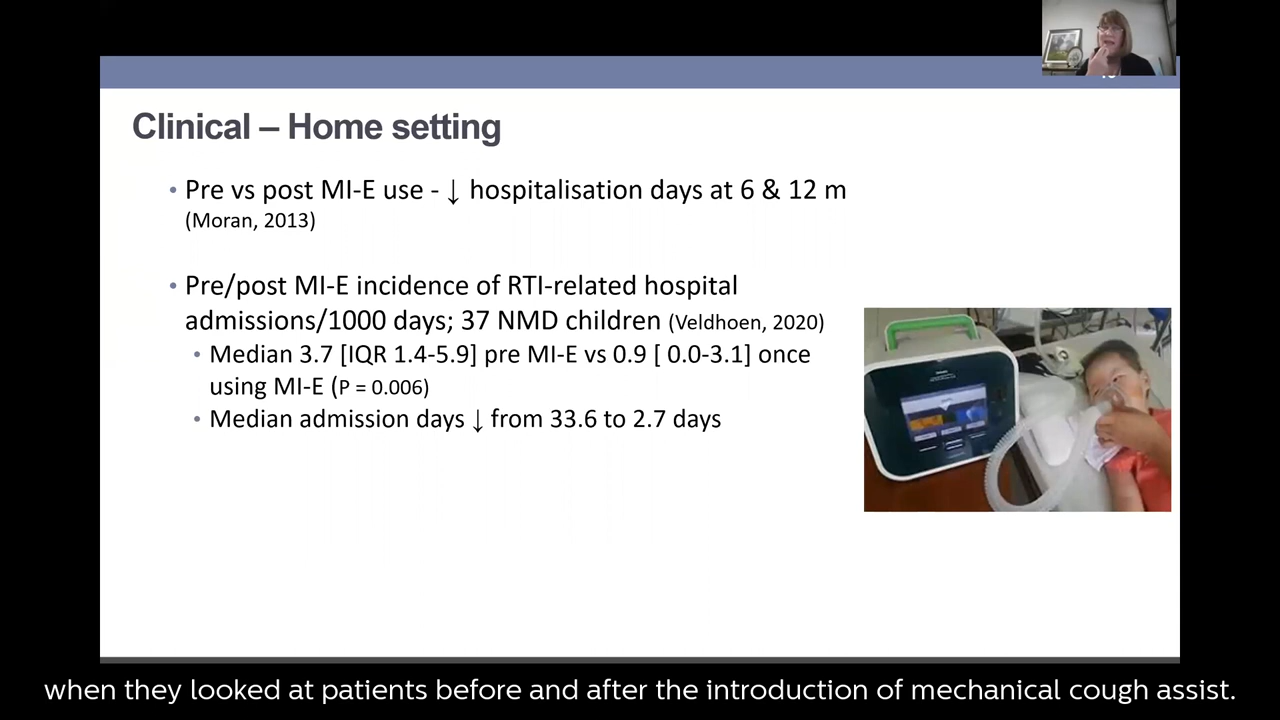 Clinical – Home setting
• Pre vs post MI-E use - ↓ hospitalisation days at 6 & 12 m
(Moran, 2013)
• Pre/post MI-E incidence of RTI-related hospital
admissions/1000 days; 37 NMD children (Veldhoen, 2020)
• Median 3.7 [IQR 1.4-5.9] pre MI-E vs 0.9 [ 0.0-3.1] once
using MI-E (P = 0.006)
• Median admission days ↓ from 33.6 to 2.7 days
when they looked at patients before and after the introduction of mechanical cough assist.